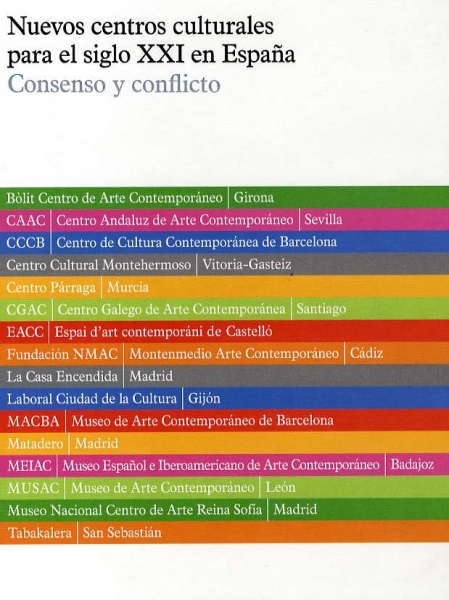 Nuevos centros culturales
para el siglo XXI en España
Consenso y conflicto
Bòlit Centro de Arte Contemporáneo | Girona
CAAC | Centro Andaluz de Arte Contemporáneo | Sevilla
CCCB | Centro de Cultura Contemporánea de Barcelona
Centro Cultural Montehermoso | Vitoria-Gasteiz
Centro Párraga | Murcia
CGAC | Centro Galego de Arte Contemporánea | Santiago
EACC | Espai d'art contemporáni de Castelló
Fundación NMAC | Montenmedio Arte Contemporáneo | Cádiz
La Casa Encendida | Madrid
Laboral Ciudad de la Cultura | Gijón
MACBA | Museo de Arte Contemporáneo de Barcelona
Matadero | Madrid
MEIAC | Museo Español e Iberoamericano de Arte Contemporáneo | Badajoz
MUSAC | Museo de Arte Contemporáneo | León
Museo Nacional Centro de Arte Reina Sofía | Madrid
Tabakalera | San Sebastián